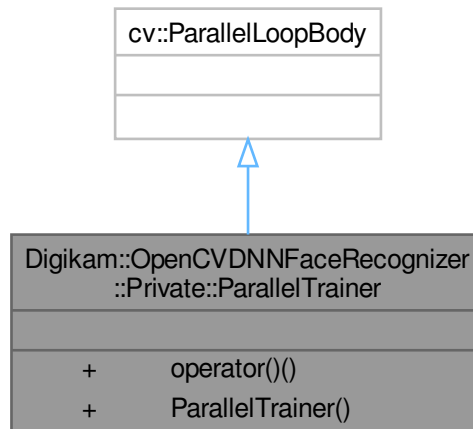 cv::ParallelLoopBody
Digikam::OpenCVDNNFaceRecognizer
::Private::ParallelTrainer
+ operator()()
+ ParallelTrainer()